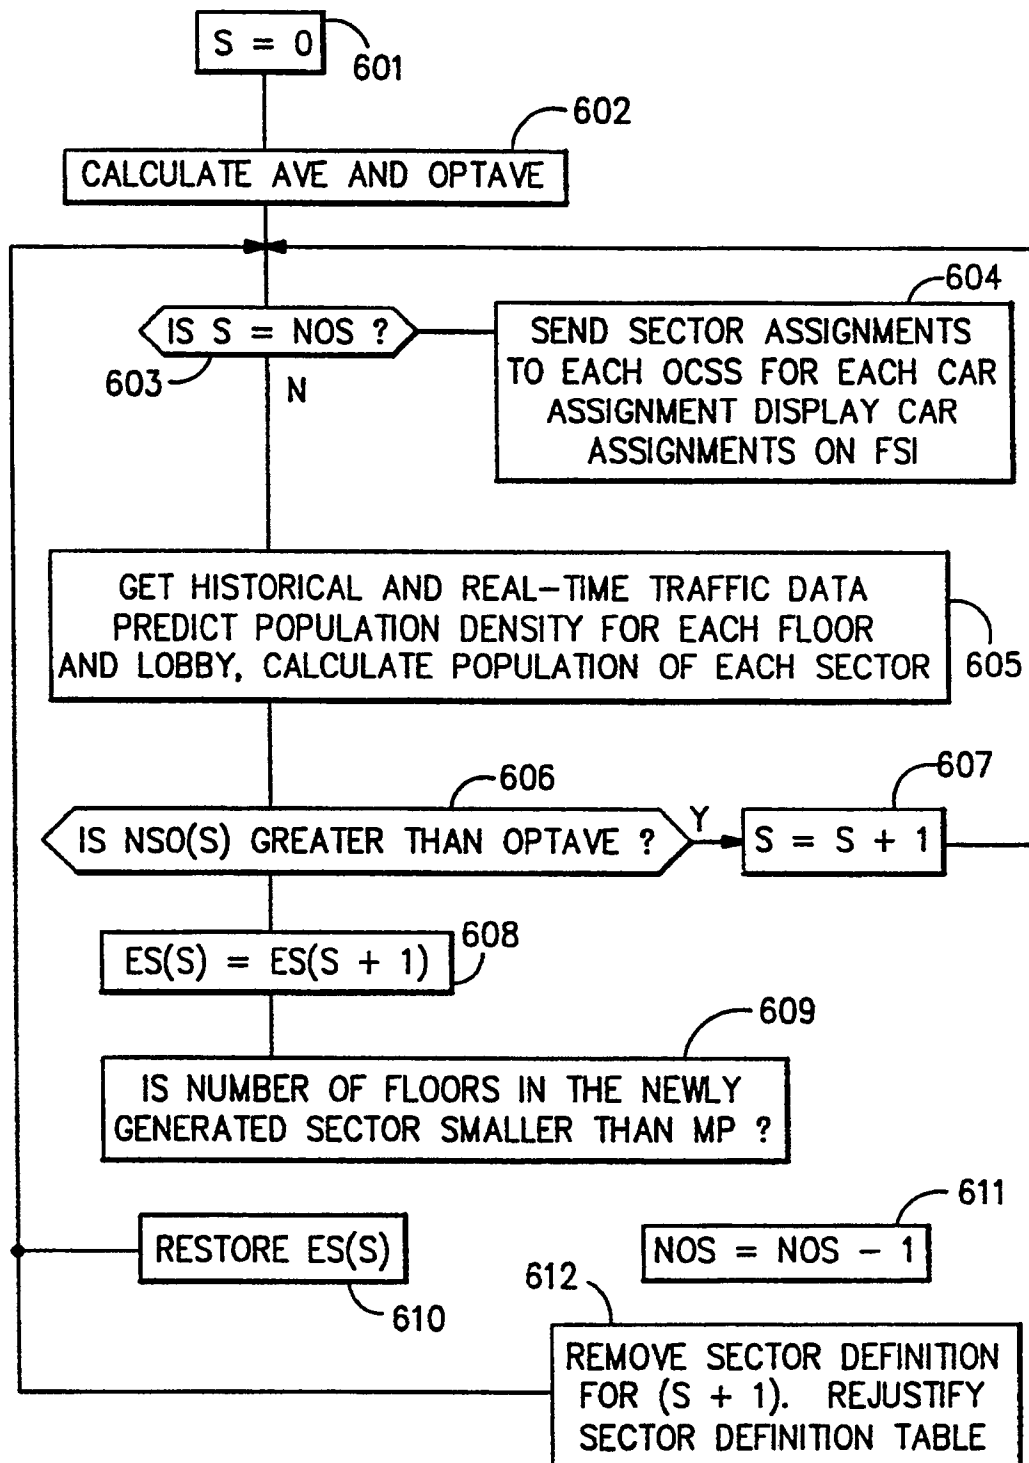 S = 0
601
602
CALCULATE AVE AND OPTAVE
IS S = NOS ?
603
N
604
SEND SECTOR ASSIGNMENTS
TO EACH OCSS FOR EACH CAR
ASSIGNMENT DISPLAY CAR
ASSIGNMENTS ON FSI
GET HISTORICAL AND REAL-TIME TRAFFIC DATA
PREDICT POPULATION DENSITY FOR EACH FLOOR
AND LOBBY, CALCULATE POPULATION OF EACH SECTOR
605
606
IS NSO(S) GREATER THAN OPTAVE ?
Y
607
S = S + 1
ES(S) = ES(S + 1)
608
609
IS NUMBER OF FLOORS IN THE NEWLY
GENERATED SECTOR SMALLER THAN MP ?
RESTORE ES(S)
610
611
NOS = NOS - 1
612
REMOVE SECTOR DEFINITION
FOR (S + 1). REJUSTIFY
SECTOR DEFINITION TABLE